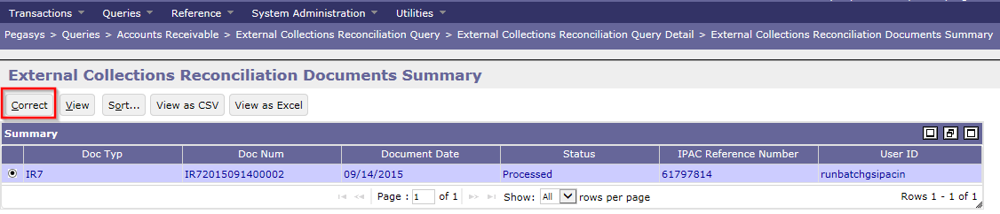 Transactions Queries Reference System Administration Utilities
Pegasys > Queries > Accounts Receivable > External Collections Reconciliation Query > External Collections Reconciliation Query Detail > External Collections Reconciliation Documents Summary
External Collections Reconciliation Documents Summary
Correct View Sort... View as CSV View as Excel
Summary
Doc Typ Doc Num Document Date Status IPAC Reference Number User ID
IR7 IR72015091400002 09/14/2015 Processed 61797814 runbatchgsipacin
Page : 1 of 1 Show: All rows per page Rows 1 - 1 of 1